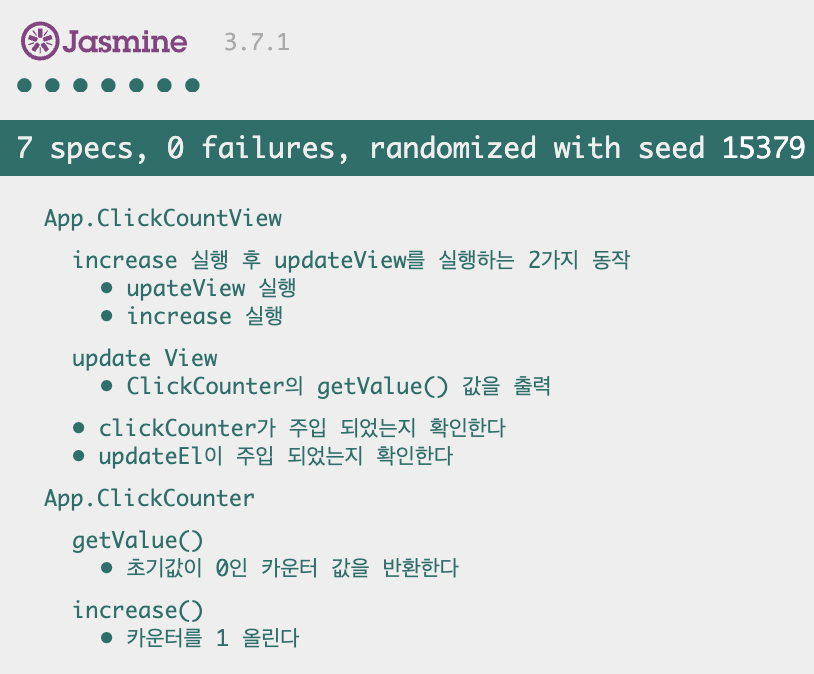 Jasmine 3.7.1
7 specs, 0 failures, randomized with seed 15379
App.ClickCountView
increase 실행 후 updateView를 실행하는 2가지 동작
upateView 실행
increase 실행
update View
ClickCounter의 getValue() 값을 출력
clickCounter가 주입 되었는지 확인한다
updateEl이 주입 되었는지 확인한다
App.ClickCounter
getValue()
초기값이 0인 카운터 값을 반환한다
increase()
카운터를 1 올린다